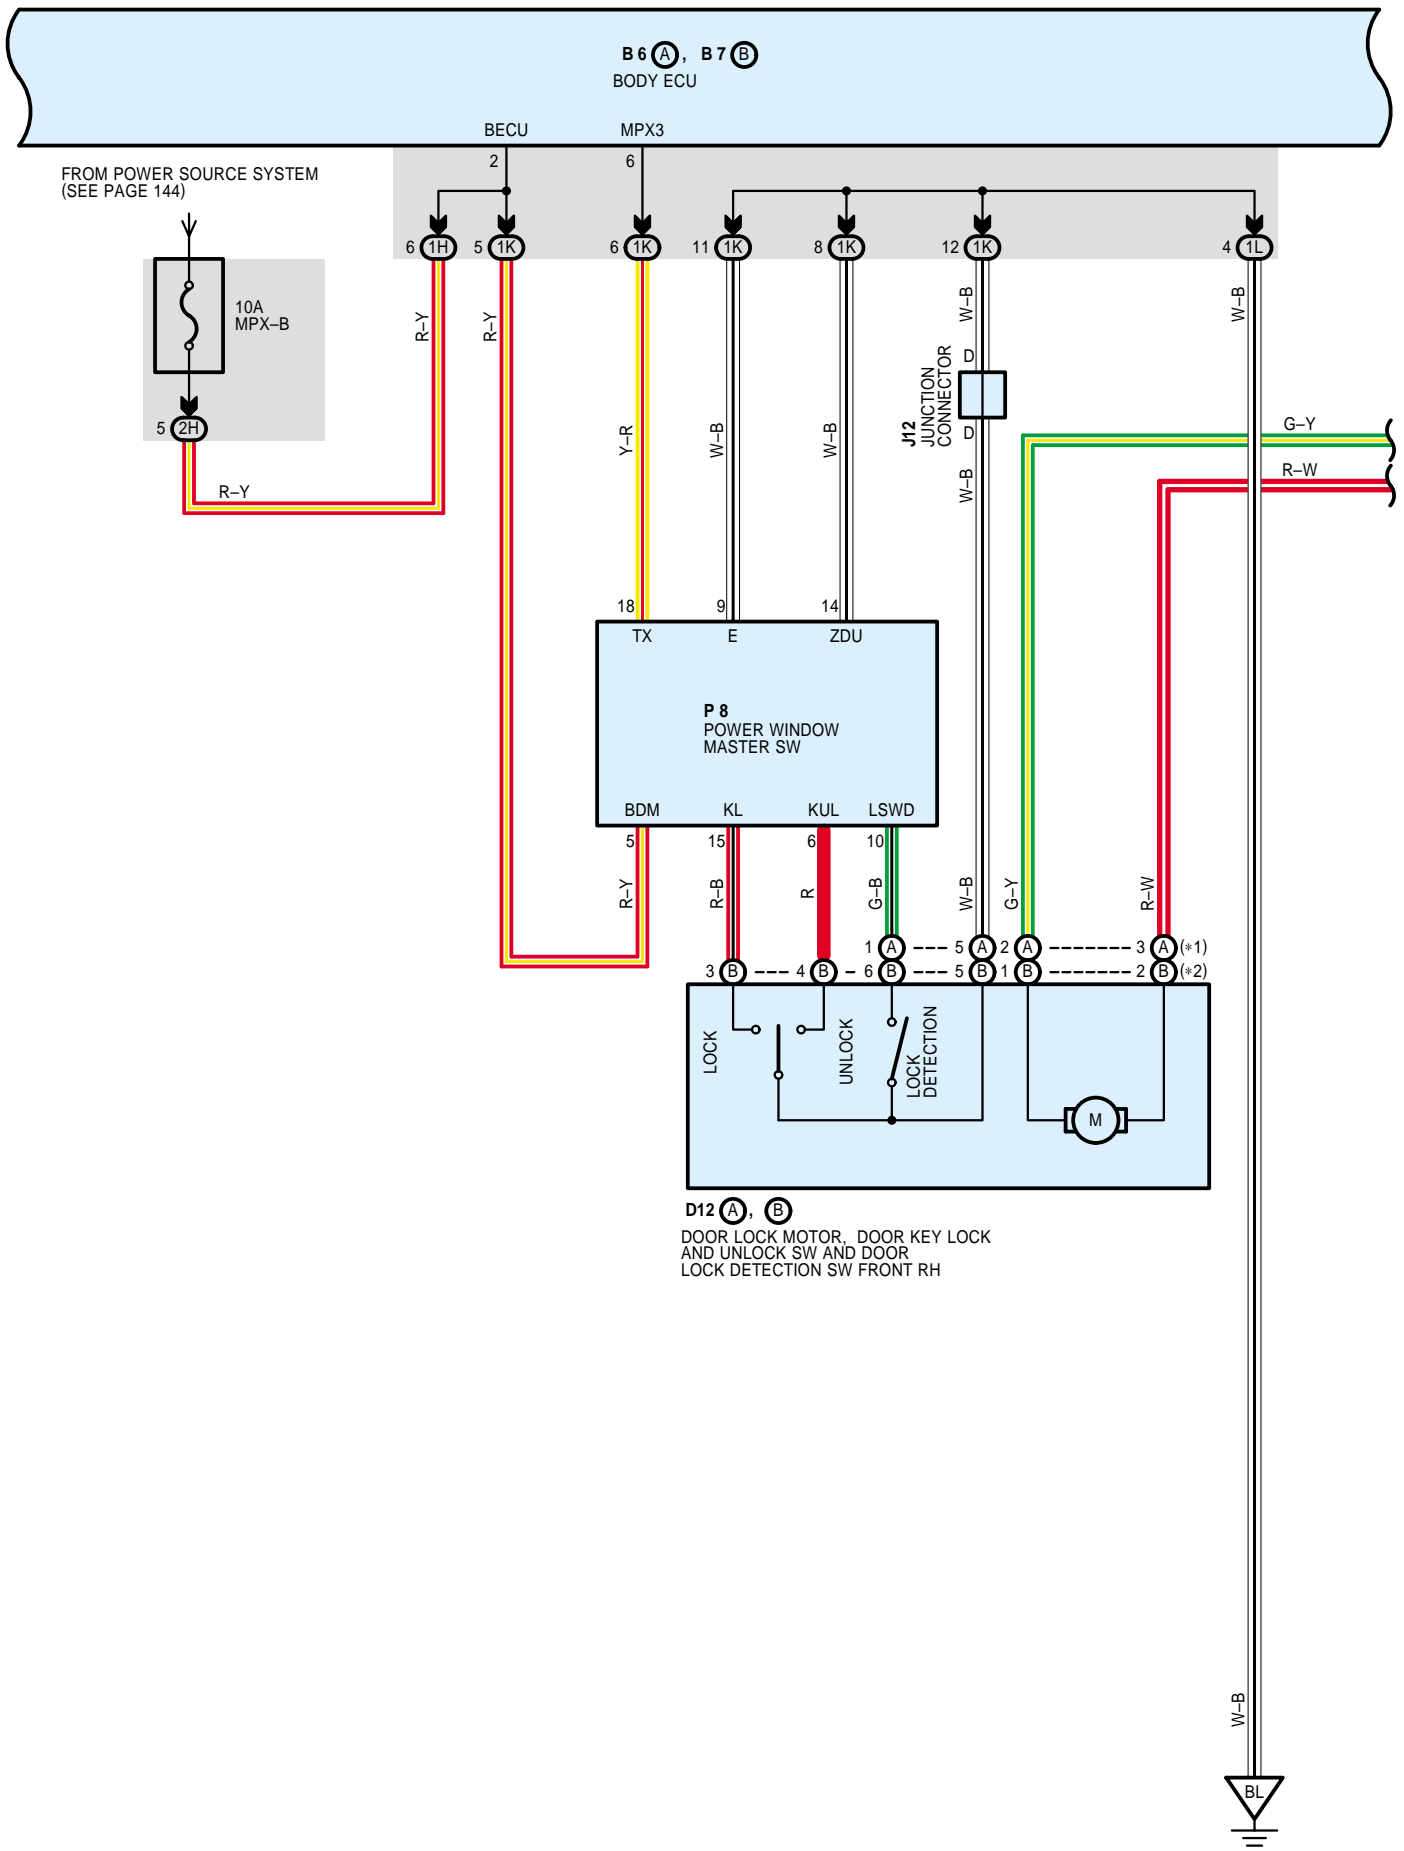 B 6 A , B 7 B
BODY ECU
BECU MPX3
2 6
FROM POWER SOURCE SYSTEM
(SEE PAGE 144)
6 1H 5 1K 6 1K 11 1K 8 1K 12 1K 4 1L
10A
MPX–B
R–Y R–Y Y–R W–B W–B W–B W–B
D
J12
JUNCTION
CONNECTOR
D
W–B
5 2H
R–Y
G–Y
R–W
18 9 14
TX E ZDU
P 8
POWER WINDOW
MASTER SW
BDM KL KUL LSWD
5 15 6 10
R–Y R–B R G–B W–B G–Y R–W
1 A 5 A 2 A 3 A (∗1)
3 B 4 B 6 B 5 B 1 B 2 B (∗2)
LOCK
UNLOCK
LOCK
DETECTION
M
D12 A , B
DOOR LOCK MOTOR, DOOR KEY LOCK
AND UNLOCK SW AND DOOR
LOCK DETECTION SW FRONT RH
W–B
BL